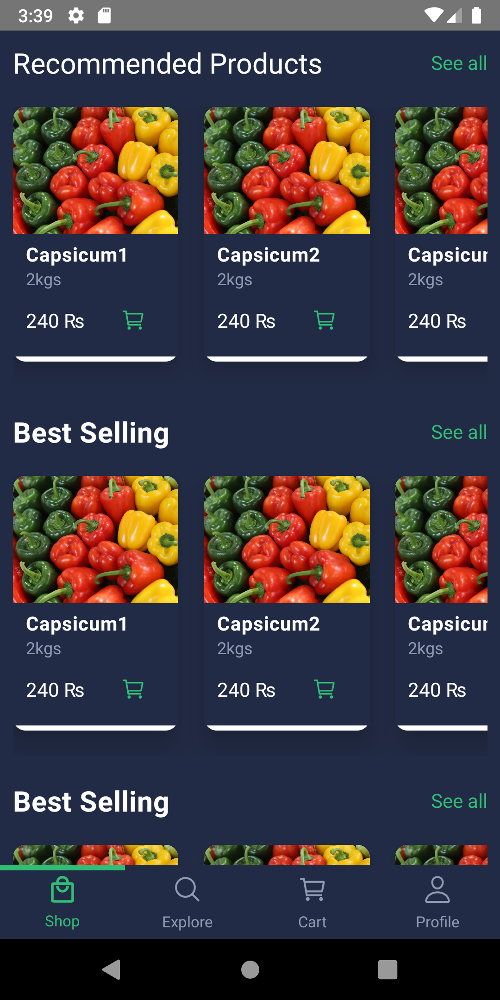 3:39
Recommended Products See all
Capsicum1 Capsicum2 Capsicu
2kgs 2kgs 2kgs
240 Rs 240 Rs 240 Rs
Best Selling See all
Capsicum1 Capsicum2 Capsicu
2kgs 2kgs 2kgs
240 Rs 240 Rs 240 Rs
Best Selling See all
Shop Explore Cart Profile